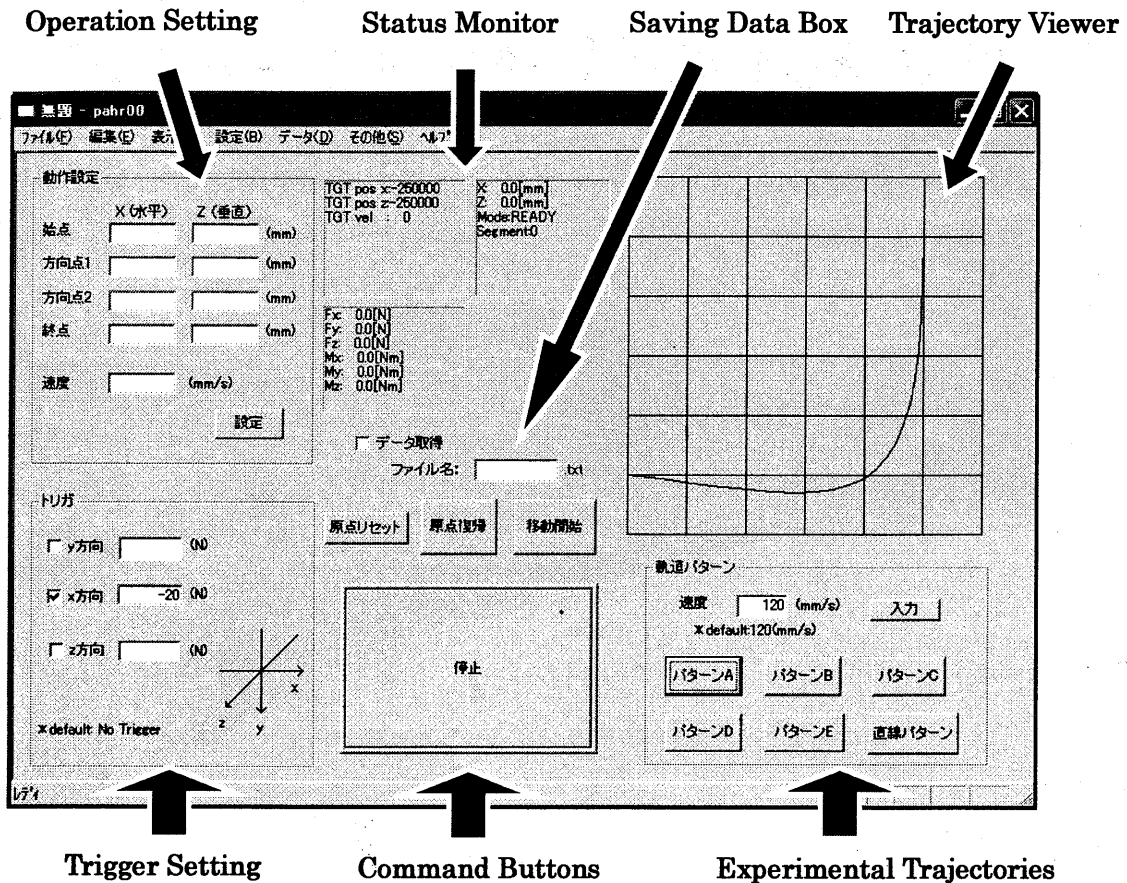 Operation Setting
Status Monitor
Saving Data Box
Trajectory Viewer
無題 - pahr00
ファイル(F) 編集(E) 表示 設定(B) データ(D) その他(S) ヘルプ
動作設定
X (水平) Z (垂直)
始点 (mm)
方向点1 (mm)
方向点2 (mm)
終点 (mm)
速度 (mm/s)
設定
TGT pos x:-250000
TGT pos z:-250000
TGT vel : 0
X: 0.0[mm]
Z: 0.0[mm]
Mode:READY
Segment:0
Fx: 0.0[N]
Fy: 0.0[N]
Fz: 0.0[N]
Mx: 0.0[Nm]
My: 0.0[Nm]
Mz: 0.0[Nm]
データ取得
ファイル名: .txt
原点リセット 原点復帰 移動開始
停止
トリガ
y方向 (N)
x方向 -20 (N)
z方向 (N)
x
z y
※default: No Trigger
軌道パターン
速度 120 (mm/s) 入力
※default:120(mm/s)
パターンA パターンB パターンC
パターンD パターンE 直線パターン
レディ
Trigger Setting
Command Buttons
Experimental Trajectories